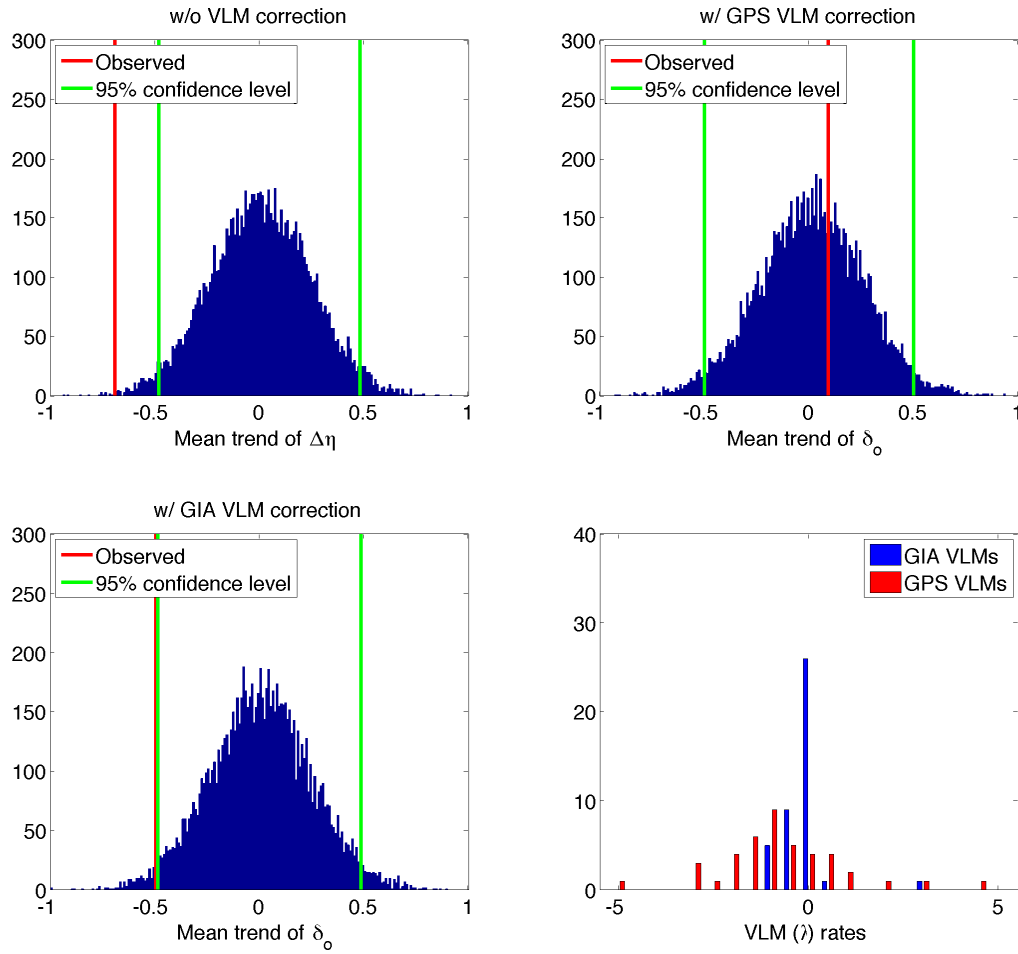 w/o VLM correction
300
250
200
150
100
50
0
-1
-0.5
0
0.5
1
Observed
95% confidence level
Mean trend of Δη
w/ GPS VLM correction
300
250
200
150
100
50
0
-1
-0.5
0
0.5
1
Observed
95% confidence level
Mean trend of δo
w/ GIA VLM correction
300
250
200
150
100
50
0
-1
-0.5
0
0.5
1
Observed
95% confidence level
Mean trend of δo
40
30
20
10
0
-5
0
5
GIA VLMs
GPS VLMs
VLM (λ) rates